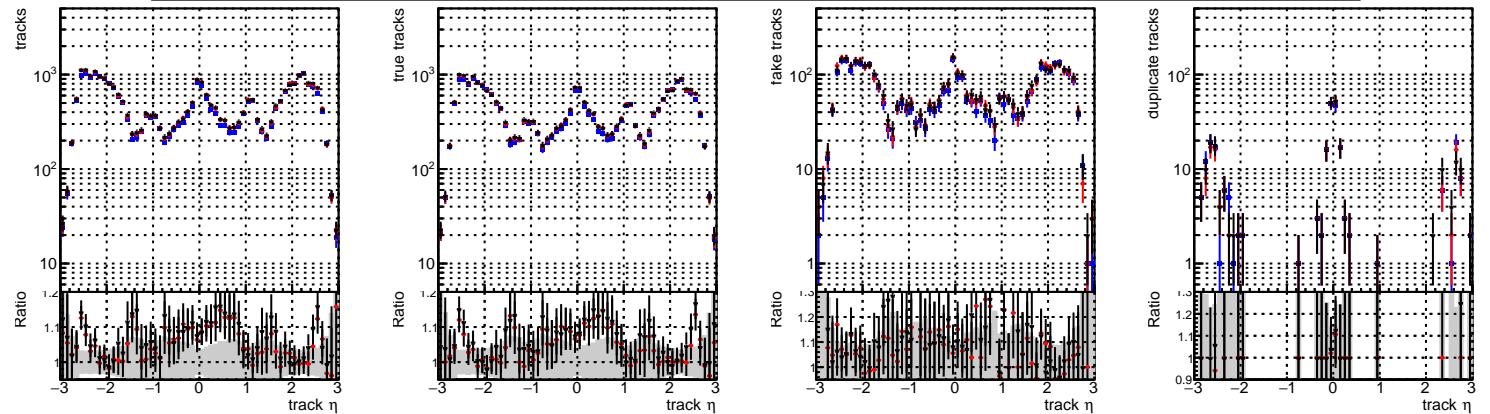 tracks
10³
10²
10
Ratio
1.2
1.1
1
−3 −2 −1 0 1 2 3
track η
true tracks
10³
10²
10
Ratio
1.2
1.1
1
−3 −2 −1 0 1 2 3
track η
fake tracks
10²
10
1
Ratio
1.3
1.2
1.1
1
−3 −2 −1 0 1 2 3
track η
duplicate tracks
10²
10
1
Ratio
1.3
1.2
1.1
1
0.9
−3 −2 −1 0 1 2 3
track η